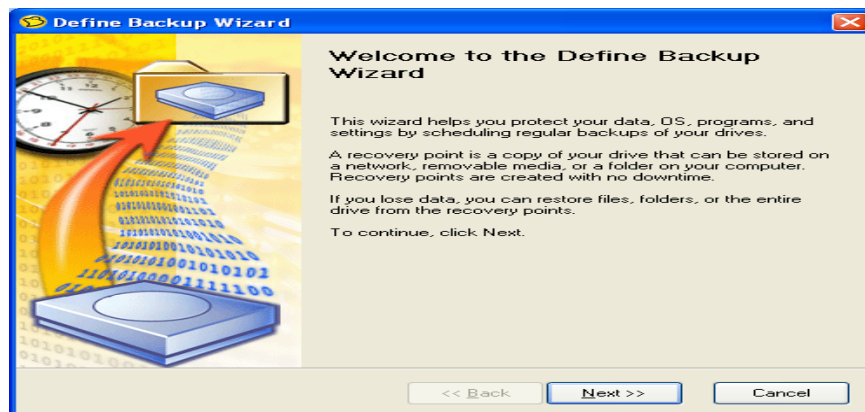 Define Backup Wizard
Welcome to the Define Backup
Wizard
This wizard helps you protect your data, OS, programs, and
settings by scheduling regular backups of your drives.
A recovery point is a copy of your drive that can be stored on
a network, removable media, or a folder on your computer.
Recovery points are created with no downtime.
If you lose data, you can restore files, folders, or the entire
drive from the recovery points.
To continue, click Next.
<< Back
Next >>
Cancel